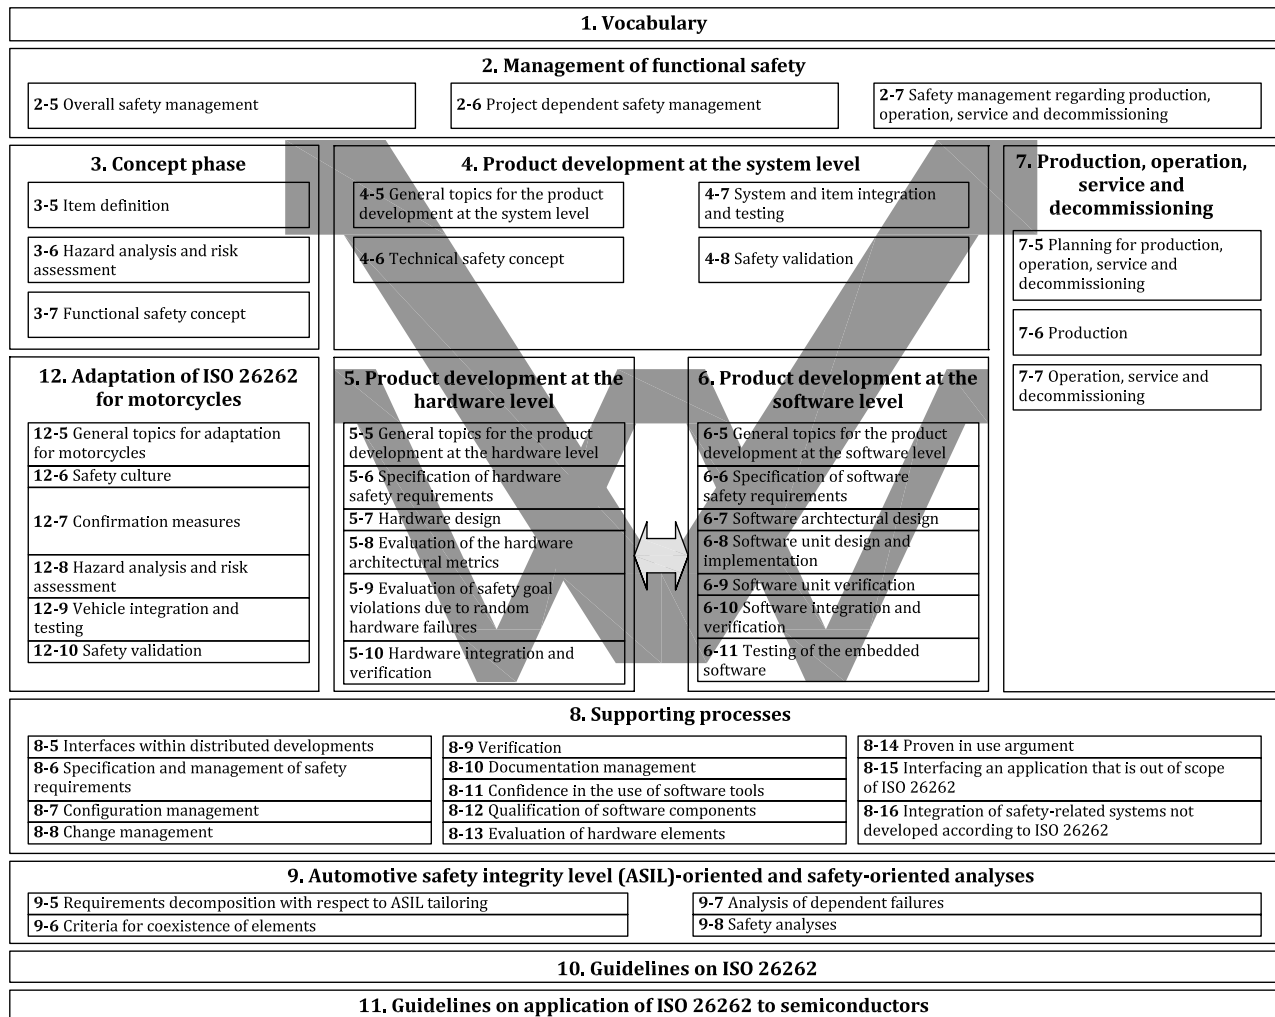 1. Vocabulary
2. Management of functional safety
2-5 Overall safety management
2-6 Project dependent safety management
2-7 Safety management regarding production,
operation, service and decommissioning
3. Concept phase
3-5 Item definition
3-6 Hazard analysis and risk
assessment
3-7 Functional safety concept
4. Product development at the system level
4-5 General topics for the product
development at the system level
4-6 Technical safety concept
4-7 System and item integration
and testing
4-8 Safety validation
7. Production, operation,
service and
decommissioning
7-5 Planning for production,
operation, service and
decommissioning
7-6 Production
7-7 Operation, service and
decommissioning
12. Adaptation of ISO 26262
for motorcycles
12-5 General topics for adaptation
for motorcycles
12-6 Safety culture
12-7 Confirmation measures
12-8 Hazard analysis and risk
assessment
12-9 Vehicle integration and
testing
12-10 Safety validation
5. Product development at the
hardware level
5-5 General topics for the product
development at the hardware level
5-6 Specification of hardware
safety requirements
5-7 Hardware design
5-8 Evaluation of the hardware
architectural metrics
5-9 Evaluation of safety goal
violations due to random
hardware failures
5-10 Hardware integration and
verification
6. Product development at the
software level
6-5 General topics for the product
development at the software level
6-6 Specification of software
safety requirements
6-7 Software archtectural design
6-8 Software unit design and
implementation
6-9 Software unit verification
6-10 Software integration and
verification
6-11 Testing of the embedded
software
8. Supporting processes
8-5 Interfaces within distributed developments
8-6 Specification and management of safety
requirements
8-7 Configuration management
8-8 Change management
8-9 Verification
8-10 Documentation management
8-11 Confidence in the use of software tools
8-12 Qualification of software components
8-13 Evaluation of hardware elements
8-14 Proven in use argument
8-15 Interfacing an application that is out of scope
of ISO 26262
8-16 Integration of safety-related systems not
developed according to ISO 26262
9. Automotive safety integrity level (ASIL)-oriented and safety-oriented analyses
9-5 Requirements decomposition with respect to ASIL tailoring
9-6 Criteria for coexistence of elements
9-7 Analysis of dependent failures
9-8 Safety analyses
10. Guidelines on ISO 26262
11. Guidelines on application of ISO 26262 to semiconductors